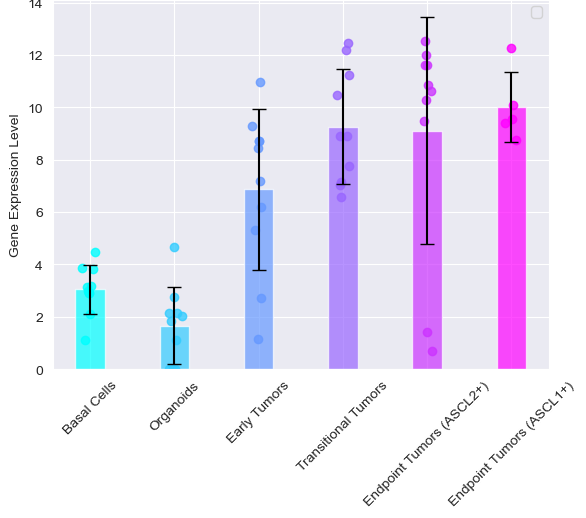 14
12
10
8
6
4
2
0
Gene Expression Level
Basal Cells
Organoids
Early Tumors
Transitional Tumors
Endpoint Tumors (ASCL2+)
Endpoint Tumors (ASCL1+)